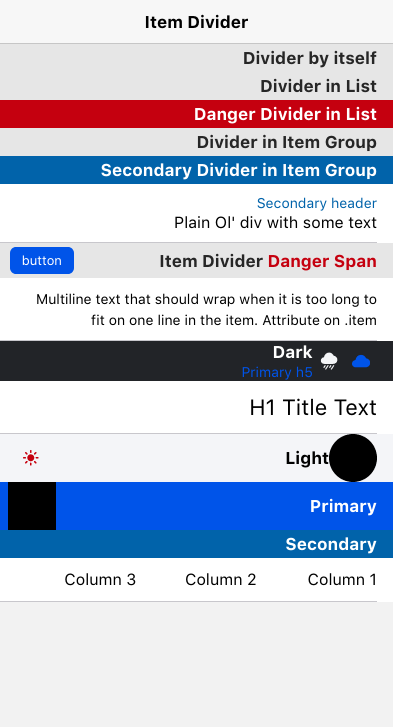 Item Divider
Divider by itself
Divider in List
Danger Divider in List
Divider in Item Group
Secondary Divider in Item Group
Secondary header
Plain Ol' div with some text
button
Item Divider Danger Span
Multiline text that should wrap when it is too long to
fit on one line in the item. Attribute on .item
Dark
Primary h5
H1 Title Text
Light
Primary
Secondary
Column 3 Column 2 Column 1